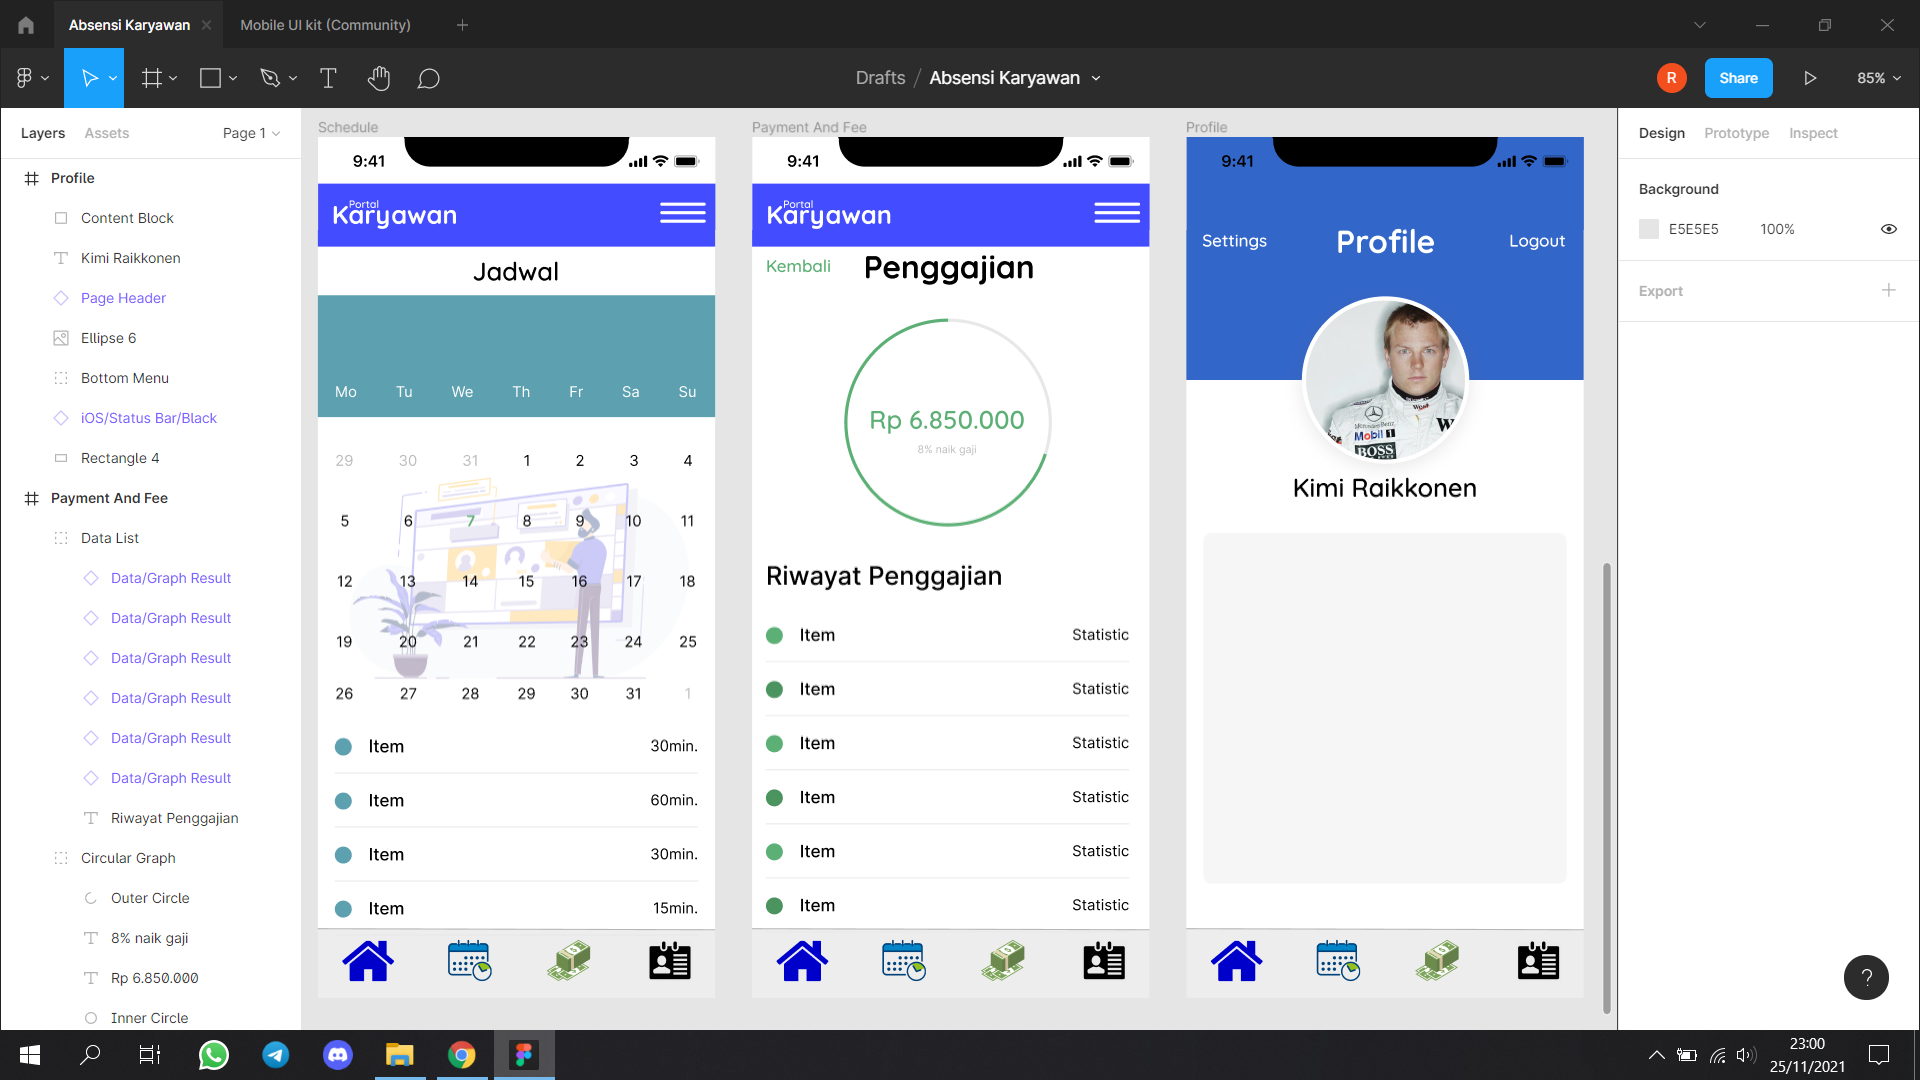 Absensi Karyawan
Mobile UI kit (Community)
Drafts / Absensi Karyawan
R
Share
85%
Layers
Assets
Page 1
Profile
Content Block
Kimi Raikkonen
Page Header
Ellipse 6
Bottom Menu
iOS/Status Bar/Black
Rectangle 4
Payment And Fee
Data List
Data/Graph Result
Data/Graph Result
Data/Graph Result
Data/Graph Result
Data/Graph Result
Data/Graph Result
Riwayat Penggajian
Circular Graph
Outer Circle
8% naik gaji
Rp 6.850.000
Inner Circle
Schedule
9:41
Portal
Karyawan
Jadwal
Mo Tu We Th Fr Sa Su
29 30 31 1 2 3 4
5 6 7 8 9 10 11
12 13 14 15 16 17 18
19 20 21 22 23 24 25
26 27 28 29 30 31 1
Item 30min.
Item 60min.
Item 30min.
Item 15min.
Payment And Fee
9:41
Portal
Karyawan
Kembali
Penggajian
Rp 6.850.000
8% naik gaji
Riwayat Penggajian
Item Statistic
Item Statistic
Item Statistic
Item Statistic
Item Statistic
Item Statistic
Profile
9:41
Settings
Profile
Logout
Mercedes-Benz
Mobil 1
BOSS
Kimi Raikkonen
Design
Prototype
Inspect
Background
E5E5E5
100%
Export
?
23:00
25/11/2021